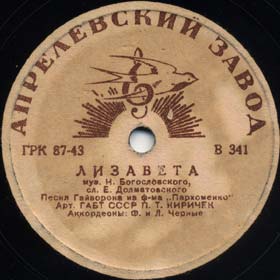 АПРЕЛЕВСКИЙ ЗАВОД
ГРК 87-43
В 341
ЛИЗАВЕТА
муз. Н. Богословского,
сл. Е. Долматовского
Песня Гайворона из ф-ма „Пархоменко"
Арт. ГАБТ СССР П. Т. КИРИЧЕК
Аккордеоны: Ф. и Л. Черные